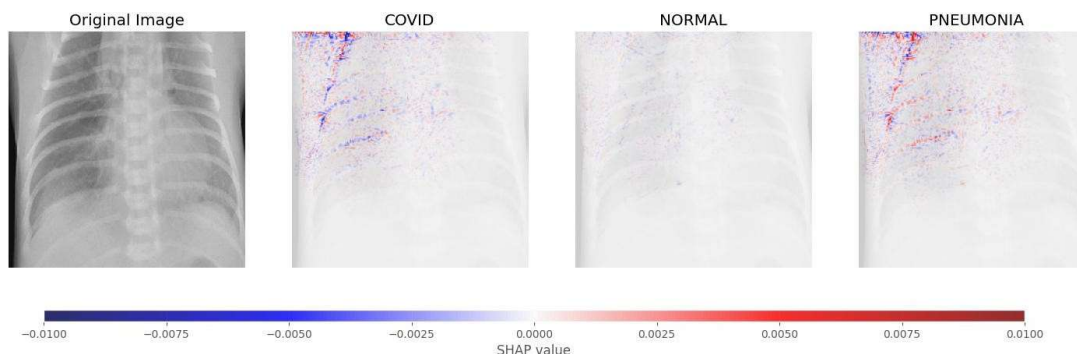 Original Image
COVID
NORMAL
PNEUMONIA
−0.0100
−0.0075
−0.0050
−0.0025
0.0000
0.0025
0.0050
0.0075
0.0100
SHAP value